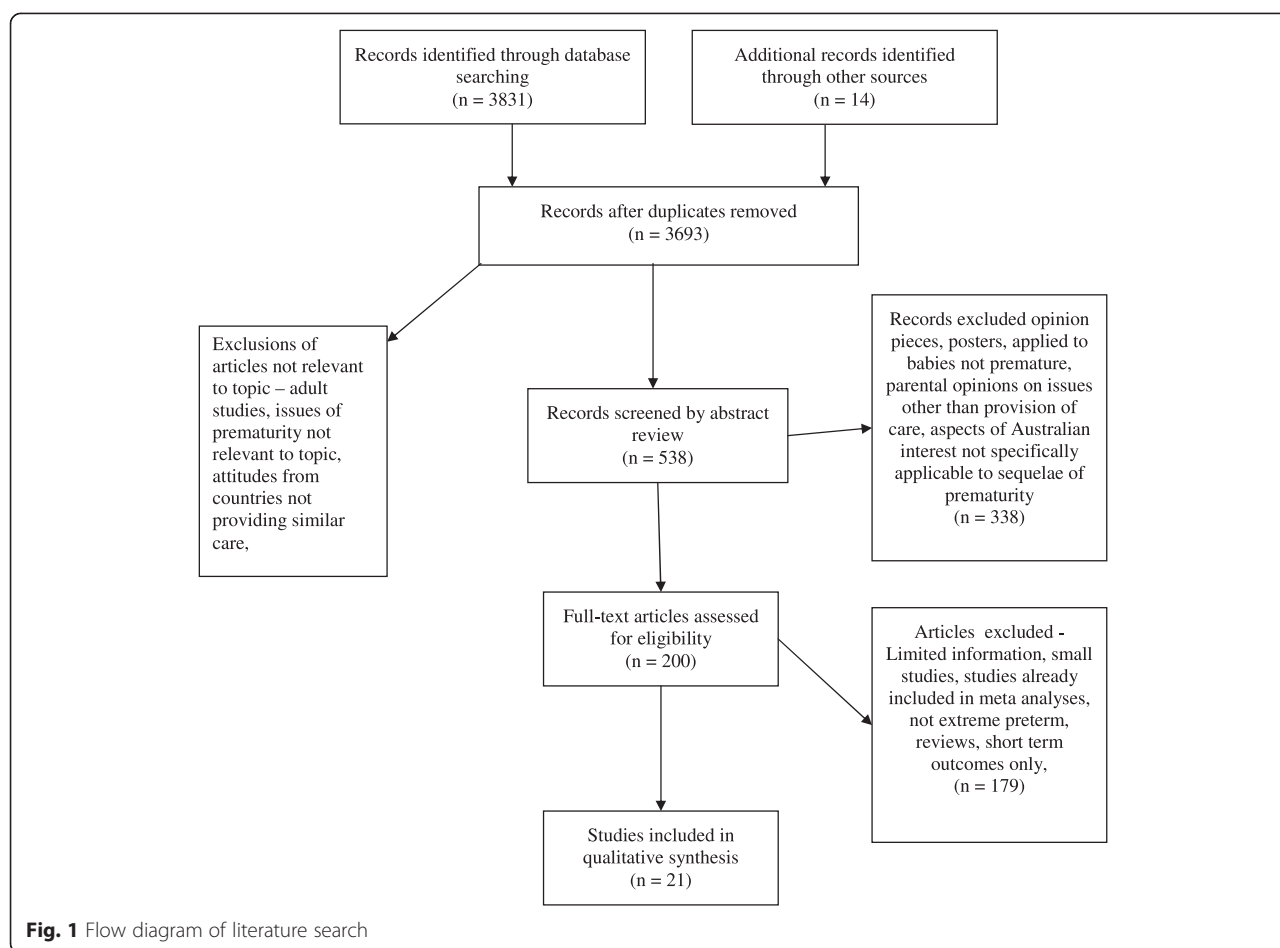 Records identified through database
searching
(n = 3831)
Additional records identified
through other sources
(n = 14)
Records after duplicates removed
(n = 3693)
Exclusions of
articles not relevant
to topic – adult
studies, issues of
prematurity not
relevant to topic,
attitudes from
countries not
providing similar
care,
Records screened by abstract
review
(n = 538)
Records excluded opinion
pieces, posters, applied to
babies not premature,
parental opinions on issues
other than provision of
care, aspects of Australian
interest not specifically
applicable to sequelae of
prematurity
(n = 338)
Full-text articles assessed
for eligibility
(n = 200)
Articles excluded -
Limited information, small
studies, studies already
included in meta analyses,
not extreme preterm,
reviews, short term
outcomes only,
(n = 179)
Studies included in
qualitative synthesis
(n = 21)
Fig. 1 Flow diagram of literature search